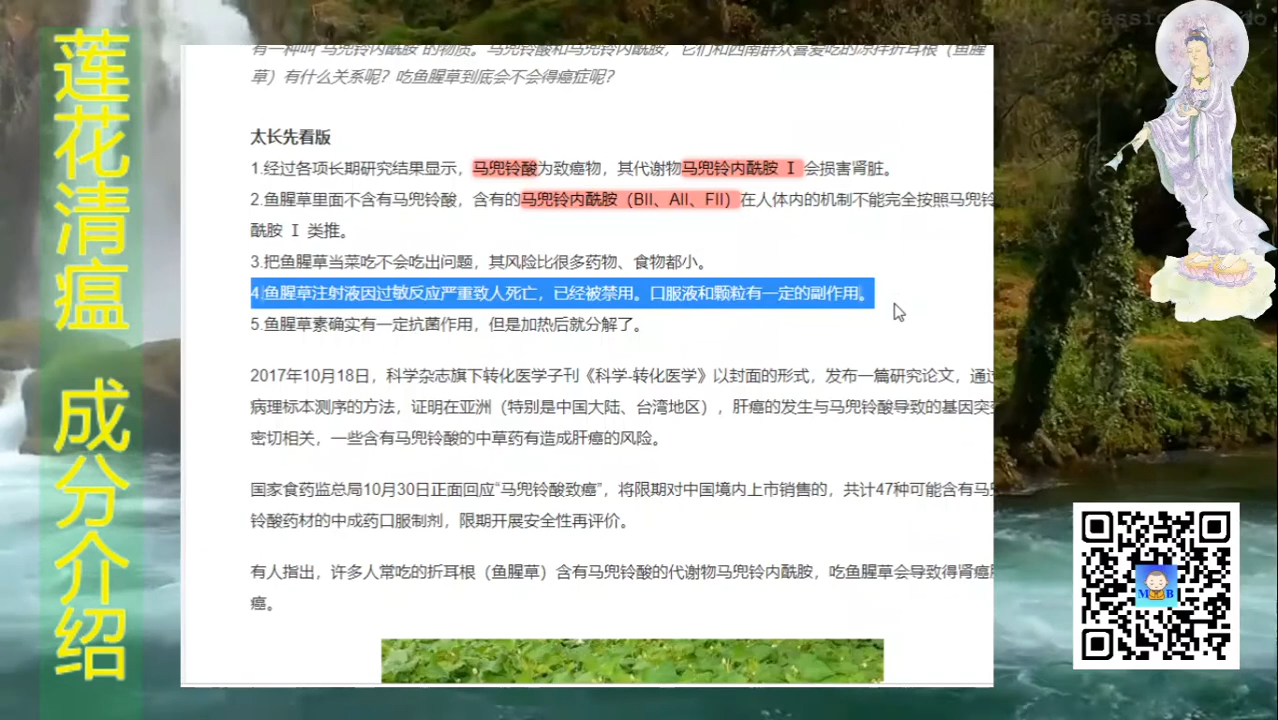 莲花清瘟 成分介绍
有一种叫"马兜铃内酰胺"的物质。马兜铃酸和马兜铃内酰胺，它们和西南群众喜爱吃的凉拌折耳根（鱼腥
草）有什么关系呢？吃鱼腥草到底会不会得癌症呢？
太长先看版
1.经过各项长期研究结果显示，马兜铃酸为致癌物，其代谢物马兜铃内酰胺 Ⅰ 会损害肾脏。
2.鱼腥草里面不含有马兜铃酸，含有的马兜铃内酰胺（BII、AII、FII）在人体内的机制不能完全按照马兜铃
酰胺 Ⅰ 类推。
3.把鱼腥草当菜吃不会吃出问题，其风险比很多药物、食物都小。
4.鱼腥草注射液因过敏反应严重致人死亡，已经被禁用。口服液和颗粒有一定的副作用。
5.鱼腥草素确实有一定抗菌作用，但是加热后就分解了。
2017年10月18日，科学杂志旗下转化医学子刊《科学-转化医学》以封面的形式，发布一篇研究论文，通过
病理标本测序的方法，证明在亚洲（特别是中国大陆、台湾地区），肝癌的发生与马兜铃酸导致的基因突变
密切相关，一些含有马兜铃酸的中草药有造成肝癌的风险。
国家食药监总局10月30日正面回应“马兜铃酸致癌”，将限期对中国境内上市销售的，共计47种可能含有马兜
铃酸药材的中成药口服制剂，限期开展安全性再评价。
有人指出，许多人常吃的折耳根（鱼腥草）含有马兜铃酸的代谢物马兜铃内酰胺，吃鱼腥草会导致得肾癌肝
癌。
M B